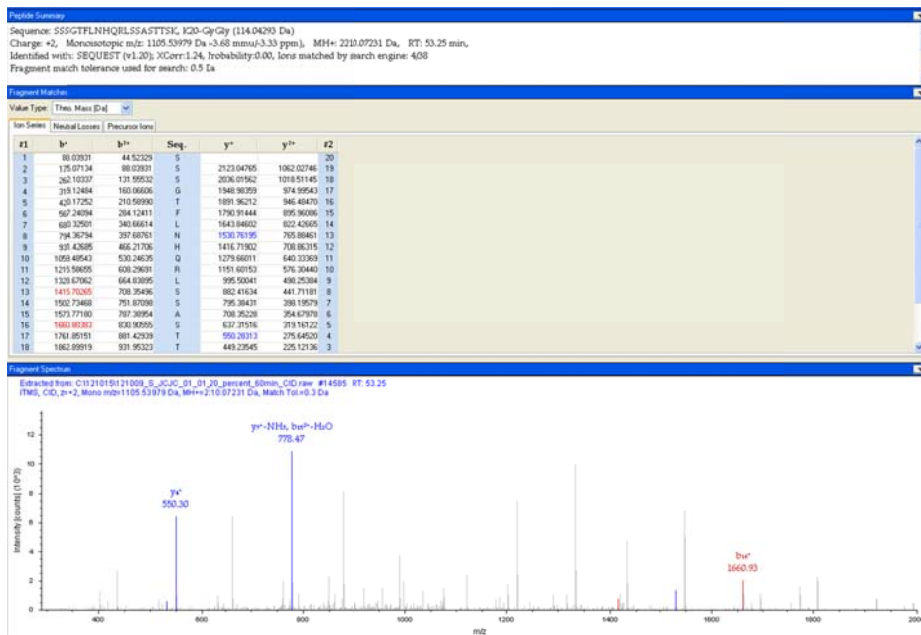 Peptide Summary
Sequence: SSSGTFLNHQRLSSASTTSK, K20-GlyGly (114.04293 Da)
Charge: +2, Monoisotopic m/z: 1105.53979 Da -3.68 mmu/-3.33 ppm), MH+: 2210.07231 Da, RT: 53.25 min,
Identified with: SEQUEST (v1.20); XCorr:1.24, Probability:0.00, Ions matched by search engine: 4/38
Fragment match tolerance used for search: 0.5 Da
Fragment Matches
Value Type: Theo. Mass [Da]
Ion Series Neutral Losses Precursor Ions
#1 b⁺ b²⁺ Seq. y⁺ y²⁺ #2
1 88.03931 44.52329 S 20
2 175.07134 88.03931 S 2123.04765 1062.02746 19
3 262.10337 131.55532 S 2036.01562 1018.51145 18
4 319.12484 160.06606 G 1948.98359 974.99543 17
5 420.17252 210.58990 T 1891.96212 946.48470 16
6 567.24094 284.12411 F 1790.91444 895.96086 15
7 680.32501 340.66614 L 1643.84602 822.42665 14
8 794.36794 397.68761 N 1530.76195 765.88461 13
9 931.42685 466.21706 H 1416.71902 708.86315 12
10 1059.48543 530.24635 Q 1279.66011 640.33369 11
11 1215.58655 608.29691 R 1151.60153 576.30440 10
12 1328.67062 664.83895 L 995.50041 498.25384 9
13 1415.70265 708.35496 S 882.41634 441.71181 8
14 1502.73468 751.87098 S 795.38431 398.19579 7
15 1573.77180 787.38954 A 708.35228 354.67978 6
16 1660.80383 830.90555 S 637.31516 319.16122 5
17 1761.85151 881.42939 T 550.28313 275.64520 4
18 1862.89919 931.95323 T 449.23545 225.12136 3
Fragment Spectrum
Extracted from: C:\121015\121009_S_JCJC_01_01_20_percent_60min_CID.raw #14585 RT: 53.25
ITMS, CID, z=+2, Mono m/z=1105.53979 Da, MH+=2210.07231 Da, Match Tol.=0.3 Da
Intensity [counts] (10^3)
12
10
8
6
4
2
0
y₇⁺-NH₃, b₁₅²⁺-H₂O
778.47
y₄⁺
550.30
b₁₆⁺
1660.93
400 600 800 1000 1200 1400 1600 1800 2000
m/z